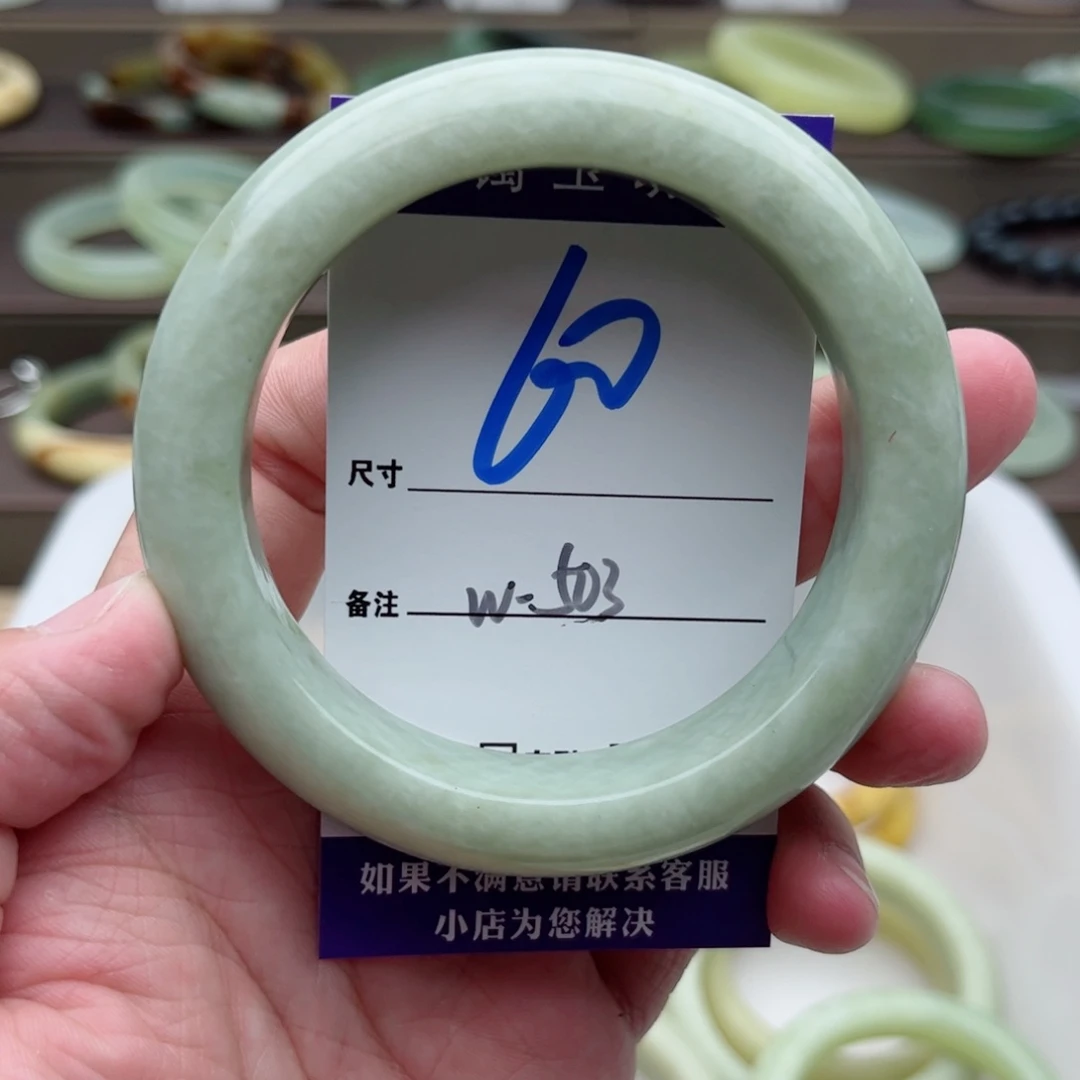 60
尺寸
备注 W-503
如果不满意请联系客服
小店为您解决